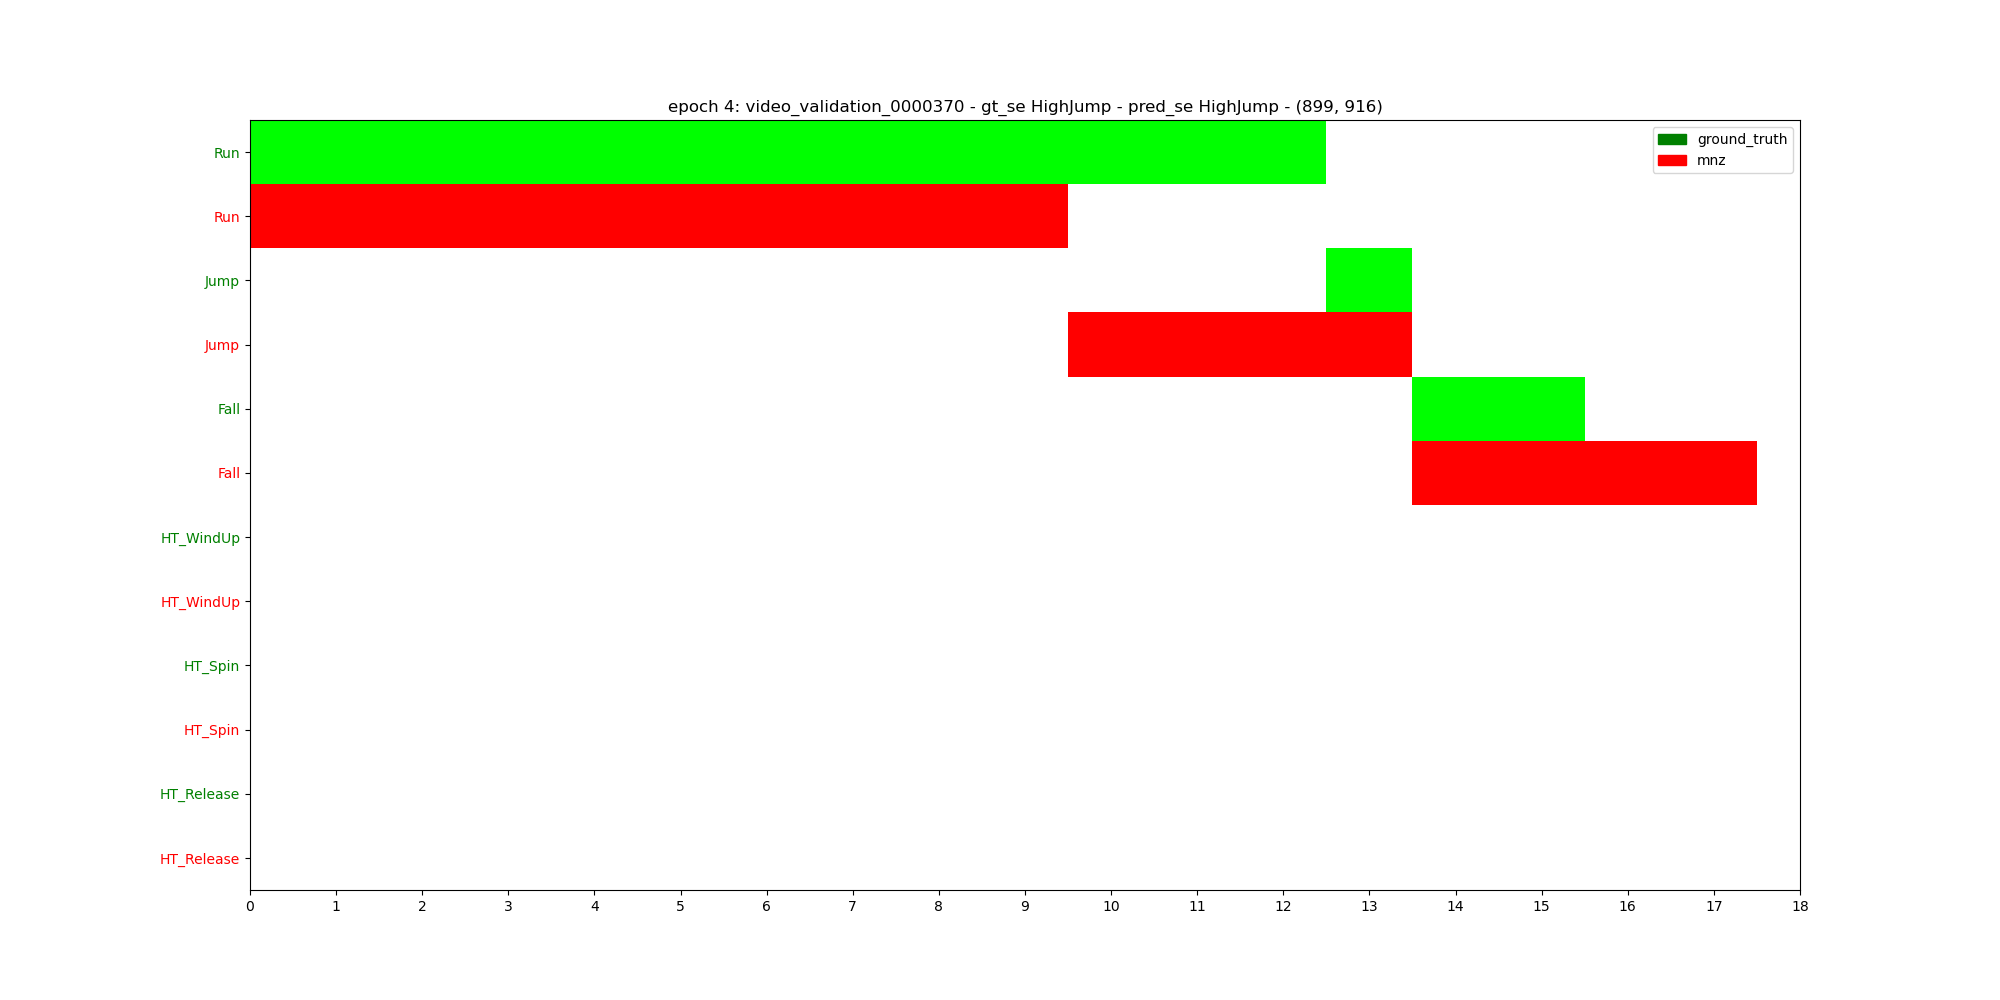 epoch 4: video_validation_0000370 - gt_se HighJump - pred_se HighJump - (899, 916)
ground_truth
mnz
Run
Run
Jump
Jump
Fall
Fall
HT_WindUp
HT_WindUp
HT_Spin
HT_Spin
HT_Release
HT_Release
0 1 2 3 4 5 6 7 8 9 10 11 12 13 14 15 16 17 18